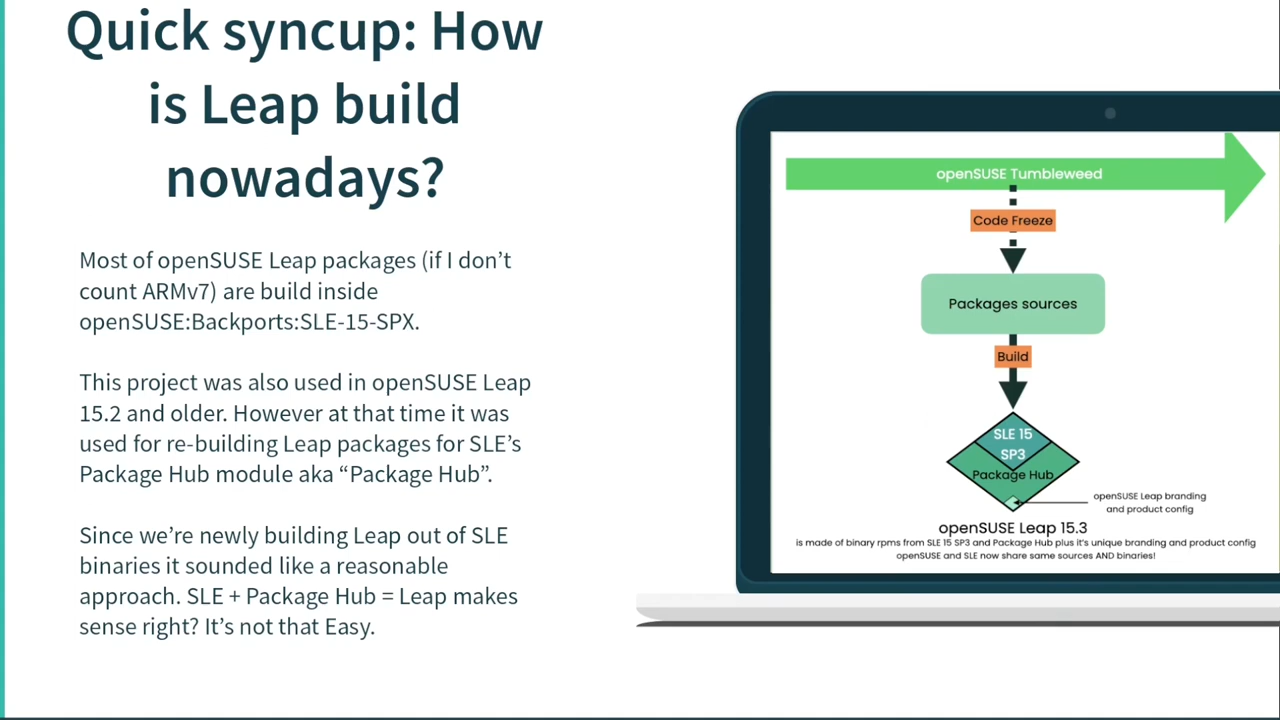 Quick syncup: How
is Leap build
nowadays?
Most of openSUSE Leap packages (if I don’t
count ARMv7) are build inside
openSUSE:Backports:SLE-15-SPX.
This project was also used in openSUSE Leap
15.2 and older. However at that time it was
used for re-building Leap packages for SLE’s
Package Hub module aka “Package Hub”.
Since we’re newly building Leap out of SLE
binaries it sounded like a reasonable
approach. SLE + Package Hub = Leap makes
sense right? It’s not that Easy.
openSUSE Tumbleweed
Code Freeze
Packages sources
Build
SLE 15
SP3
Package Hub
openSUSE Leap branding
and product config
openSUSE Leap 15.3
is made of binary rpms from SLE 15 SP3 and Package Hub plus it's unique branding and product config
openSUSE and SLE now share same sources AND binaries!